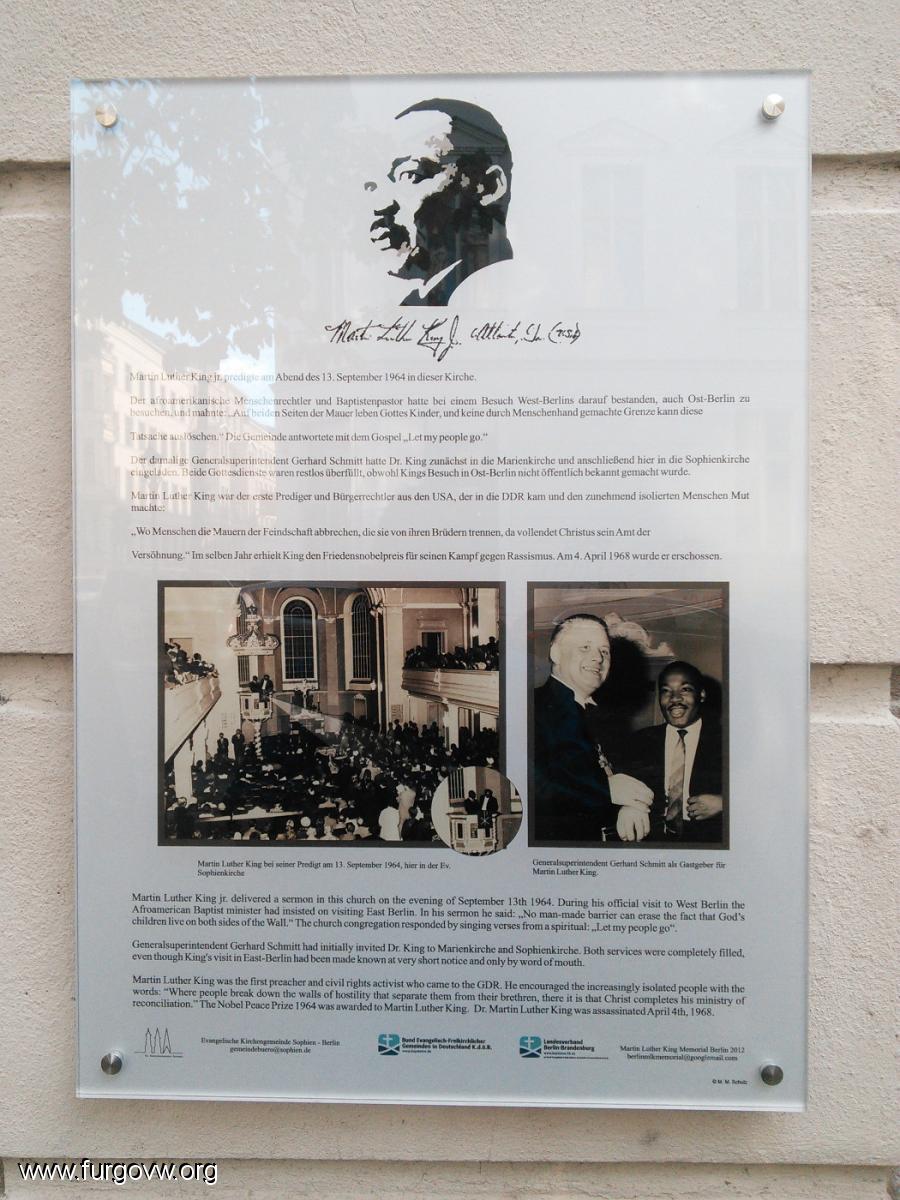 Martin Luther King Jr. Atlanta, Ga. (USA)
Martin Luther King jr. predigte am Abend des 13. September 1964 in dieser Kirche.
Der afroamerikanische Menschenrechtler und Baptistenpastor hatte bei einem Besuch West-Berlins darauf bestanden, auch Ost-Berlin zu
besuchen, und mahnte: „Auf beiden Seiten der Mauer leben Gottes Kinder, und keine durch Menschenhand gemachte Grenze kann diese
Tatsache auslöschen.“ Die Gemeinde antwortete mit dem Gospel „Let my people go.“
Der damalige Generalsuperintendent Gerhard Schmitt hatte Dr. King zunächst in die Marienkirche und anschließend hier in die Sophienkirche
eingeladen. Beide Gottesdienste waren restlos überfüllt, obwohl Kings Besuch in Ost-Berlin nicht öffentlich bekannt gemacht wurde.
Martin Luther King war der erste Prediger und Bürgerrechtler aus den USA, der in die DDR kam und den zunehmend isolierten Menschen Mut
machte:
„Wo Menschen die Mauern der Feindschaft abbrechen, die sie von ihren Brüdern trennen, da vollendet Christus sein Amt der
Versöhnung.“ Im selben Jahr erhielt King den Friedensnobelpreis für seinen Kampf gegen Rassismus. Am 4. April 1968 wurde er erschossen.
Martin Luther King bei seiner Predigt am 13. September 1964, hier in der Ev.
Sophienkirche
Generalsuperintendent Gerhard Schmitt als Gastgeber für
Martin Luther King.
Martin Luther King jr. delivered a sermon in this church on the evening of September 13th 1964. During his official visit to West Berlin the
Afroamerican Baptist minister had insisted on visiting East Berlin. In his sermon he said: „No man-made barrier can erase the fact that God's
children live on both sides of the Wall.“ The church congregation responded by singing verses from a spiritual: „Let my people go“.
Generalsuperintendent Gerhard Schmitt had initially invited Dr. King to Marienkirche and Sophienkirche. Both services were completely filled,
even though King's visit in East-Berlin had been made known at very short notice and only by word of mouth.
Martin Luther King was the first preacher and civil rights activist who came to the GDR. He encouraged the increasingly isolated people with the
words: “Where people break down the walls of hostility that separate them from their brethren, there it is that Christ completes his ministry of
reconciliation.” The Nobel Peace Prize 1964 was awarded to Martin Luther King. Dr. Martin Luther King was assassinated April 4th, 1968.
Evangelische Kirchengemeinde Sophien - Berlin
gemeindebuero@sophien.de
Bund Evangelisch-Freikirchlicher
Gemeinden in Deutschland K.d.ö.R.
Landesverband
Berlin-Brandenburg
Martin Luther King Memorial Berlin 2012
berlinmlkmemorial@googlemail.com
© M. M. Schulz
www.furgovw.org